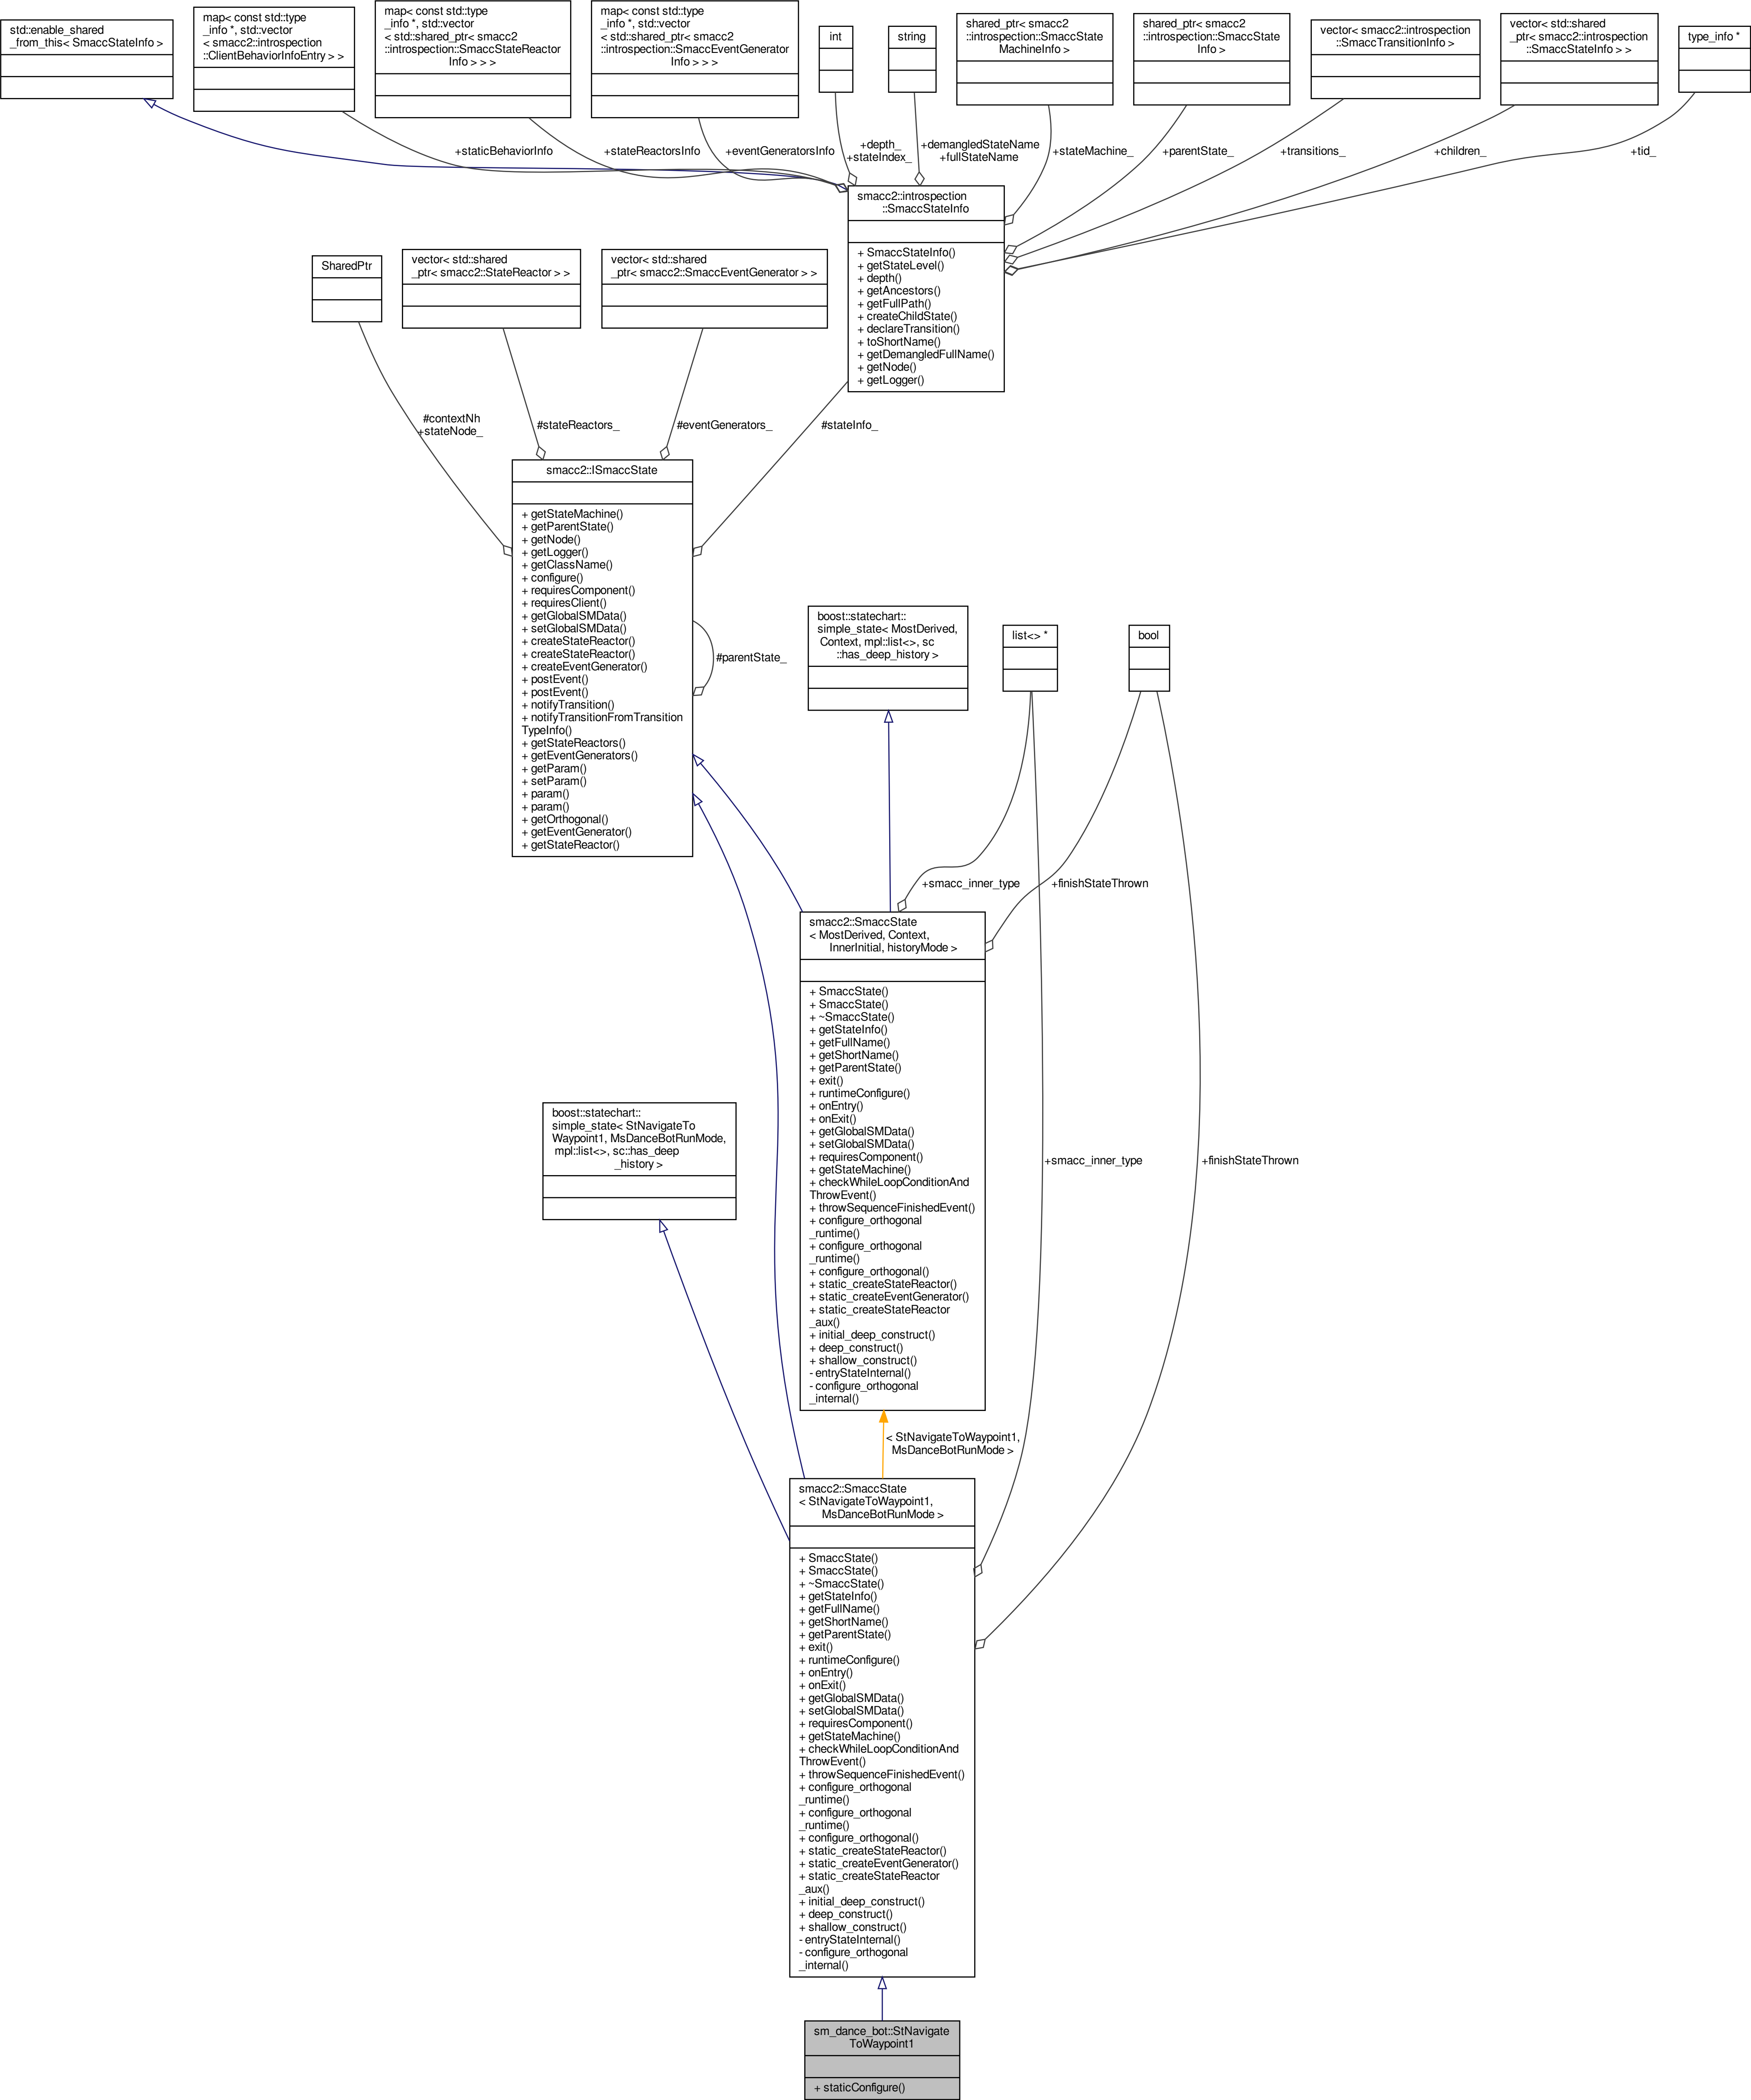 std::enable_shared
_from_this< SmaccStateInfo >
map< const std::type
_info *, std::vector
< smacc2::introspection
::ClientBehaviorInfoEntry > >
map< const std::type
_info *, std::vector
< std::shared_ptr< smacc2
::introspection::SmaccStateReactor
Info > > >
map< const std::type
_info *, std::vector
< std::shared_ptr< smacc2
::introspection::SmaccEventGenerator
Info > > >
int
string
shared_ptr< smacc2
::introspection::SmaccState
MachineInfo >
shared_ptr< smacc2
::introspection::SmaccState
Info >
vector< smacc2::introspection
::SmaccTransitionInfo >
vector< std::shared
_ptr< smacc2::introspection
::SmaccStateInfo > >
type_info *
+staticBehaviorInfo
+stateReactorsInfo
+eventGeneratorsInfo
+depth_
+stateIndex_
+demangledStateName
+fullStateName
+stateMachine_
+parentState_
+transitions_
+children_
+tid_
smacc2::introspection
::SmaccStateInfo
+ SmaccStateInfo()
+ getStateLevel()
+ depth()
+ getAncestors()
+ getFullPath()
+ createChildState()
+ declareTransition()
+ toShortName()
+ getDemangledFullName()
+ getNode()
+ getLogger()
SharedPtr
vector< std::shared
_ptr< smacc2::StateReactor > >
vector< std::shared
_ptr< smacc2::SmaccEventGenerator > >
#contextNh
+stateNode_
#stateReactors_
#eventGenerators_
#stateInfo_
smacc2::ISmaccState
+ getStateMachine()
+ getParentState()
+ getNode()
+ getLogger()
+ getClassName()
+ configure()
+ requiresComponent()
+ requiresClient()
+ getGlobalSMData()
+ setGlobalSMData()
+ createStateReactor()
+ createStateReactor()
+ createEventGenerator()
+ postEvent()
+ postEvent()
+ notifyTransition()
+ notifyTransitionFromTransition
TypeInfo()
+ getStateReactors()
+ getEventGenerators()
+ getParam()
+ setParam()
+ param()
+ param()
+ getOrthogonal()
+ getEventGenerator()
+ getStateReactor()
#parentState_
boost::statechart::
simple_state< MostDerived,
Context, mpl::list<>, sc
::has_deep_history >
list<> *
bool
+smacc_inner_type
+finishStateThrown
smacc2::SmaccState
< MostDerived, Context,
InnerInitial, historyMode >
+ SmaccState()
+ SmaccState()
+ ~SmaccState()
+ getStateInfo()
+ getFullName()
+ getShortName()
+ getParentState()
+ exit()
+ runtimeConfigure()
+ onEntry()
+ onExit()
+ getGlobalSMData()
+ setGlobalSMData()
+ requiresComponent()
+ getStateMachine()
+ checkWhileLoopConditionAnd
ThrowEvent()
+ throwSequenceFinishedEvent()
+ configure_orthogonal
_runtime()
+ configure_orthogonal
_runtime()
+ configure_orthogonal()
+ static_createStateReactor()
+ static_createEventGenerator()
+ static_createStateReactor
_aux()
+ initial_deep_construct()
+ deep_construct()
+ shallow_construct()
- entryStateInternal()
- configure_orthogonal
_internal()
boost::statechart::
simple_state< StNavigateTo
Waypoint1, MsDanceBotRunMode,
mpl::list<>, sc::has_deep
_history >
+smacc_inner_type
+finishStateThrown
< StNavigateToWaypoint1,
MsDanceBotRunMode >
smacc2::SmaccState
< StNavigateToWaypoint1,
MsDanceBotRunMode >
+ SmaccState()
+ SmaccState()
+ ~SmaccState()
+ getStateInfo()
+ getFullName()
+ getShortName()
+ getParentState()
+ exit()
+ runtimeConfigure()
+ onEntry()
+ onExit()
+ getGlobalSMData()
+ setGlobalSMData()
+ requiresComponent()
+ getStateMachine()
+ checkWhileLoopConditionAnd
ThrowEvent()
+ throwSequenceFinishedEvent()
+ configure_orthogonal
_runtime()
+ configure_orthogonal
_runtime()
+ configure_orthogonal()
+ static_createStateReactor()
+ static_createEventGenerator()
+ static_createStateReactor
_aux()
+ initial_deep_construct()
+ deep_construct()
+ shallow_construct()
- entryStateInternal()
- configure_orthogonal
_internal()
sm_dance_bot::StNavigate
ToWaypoint1
+ staticConfigure()